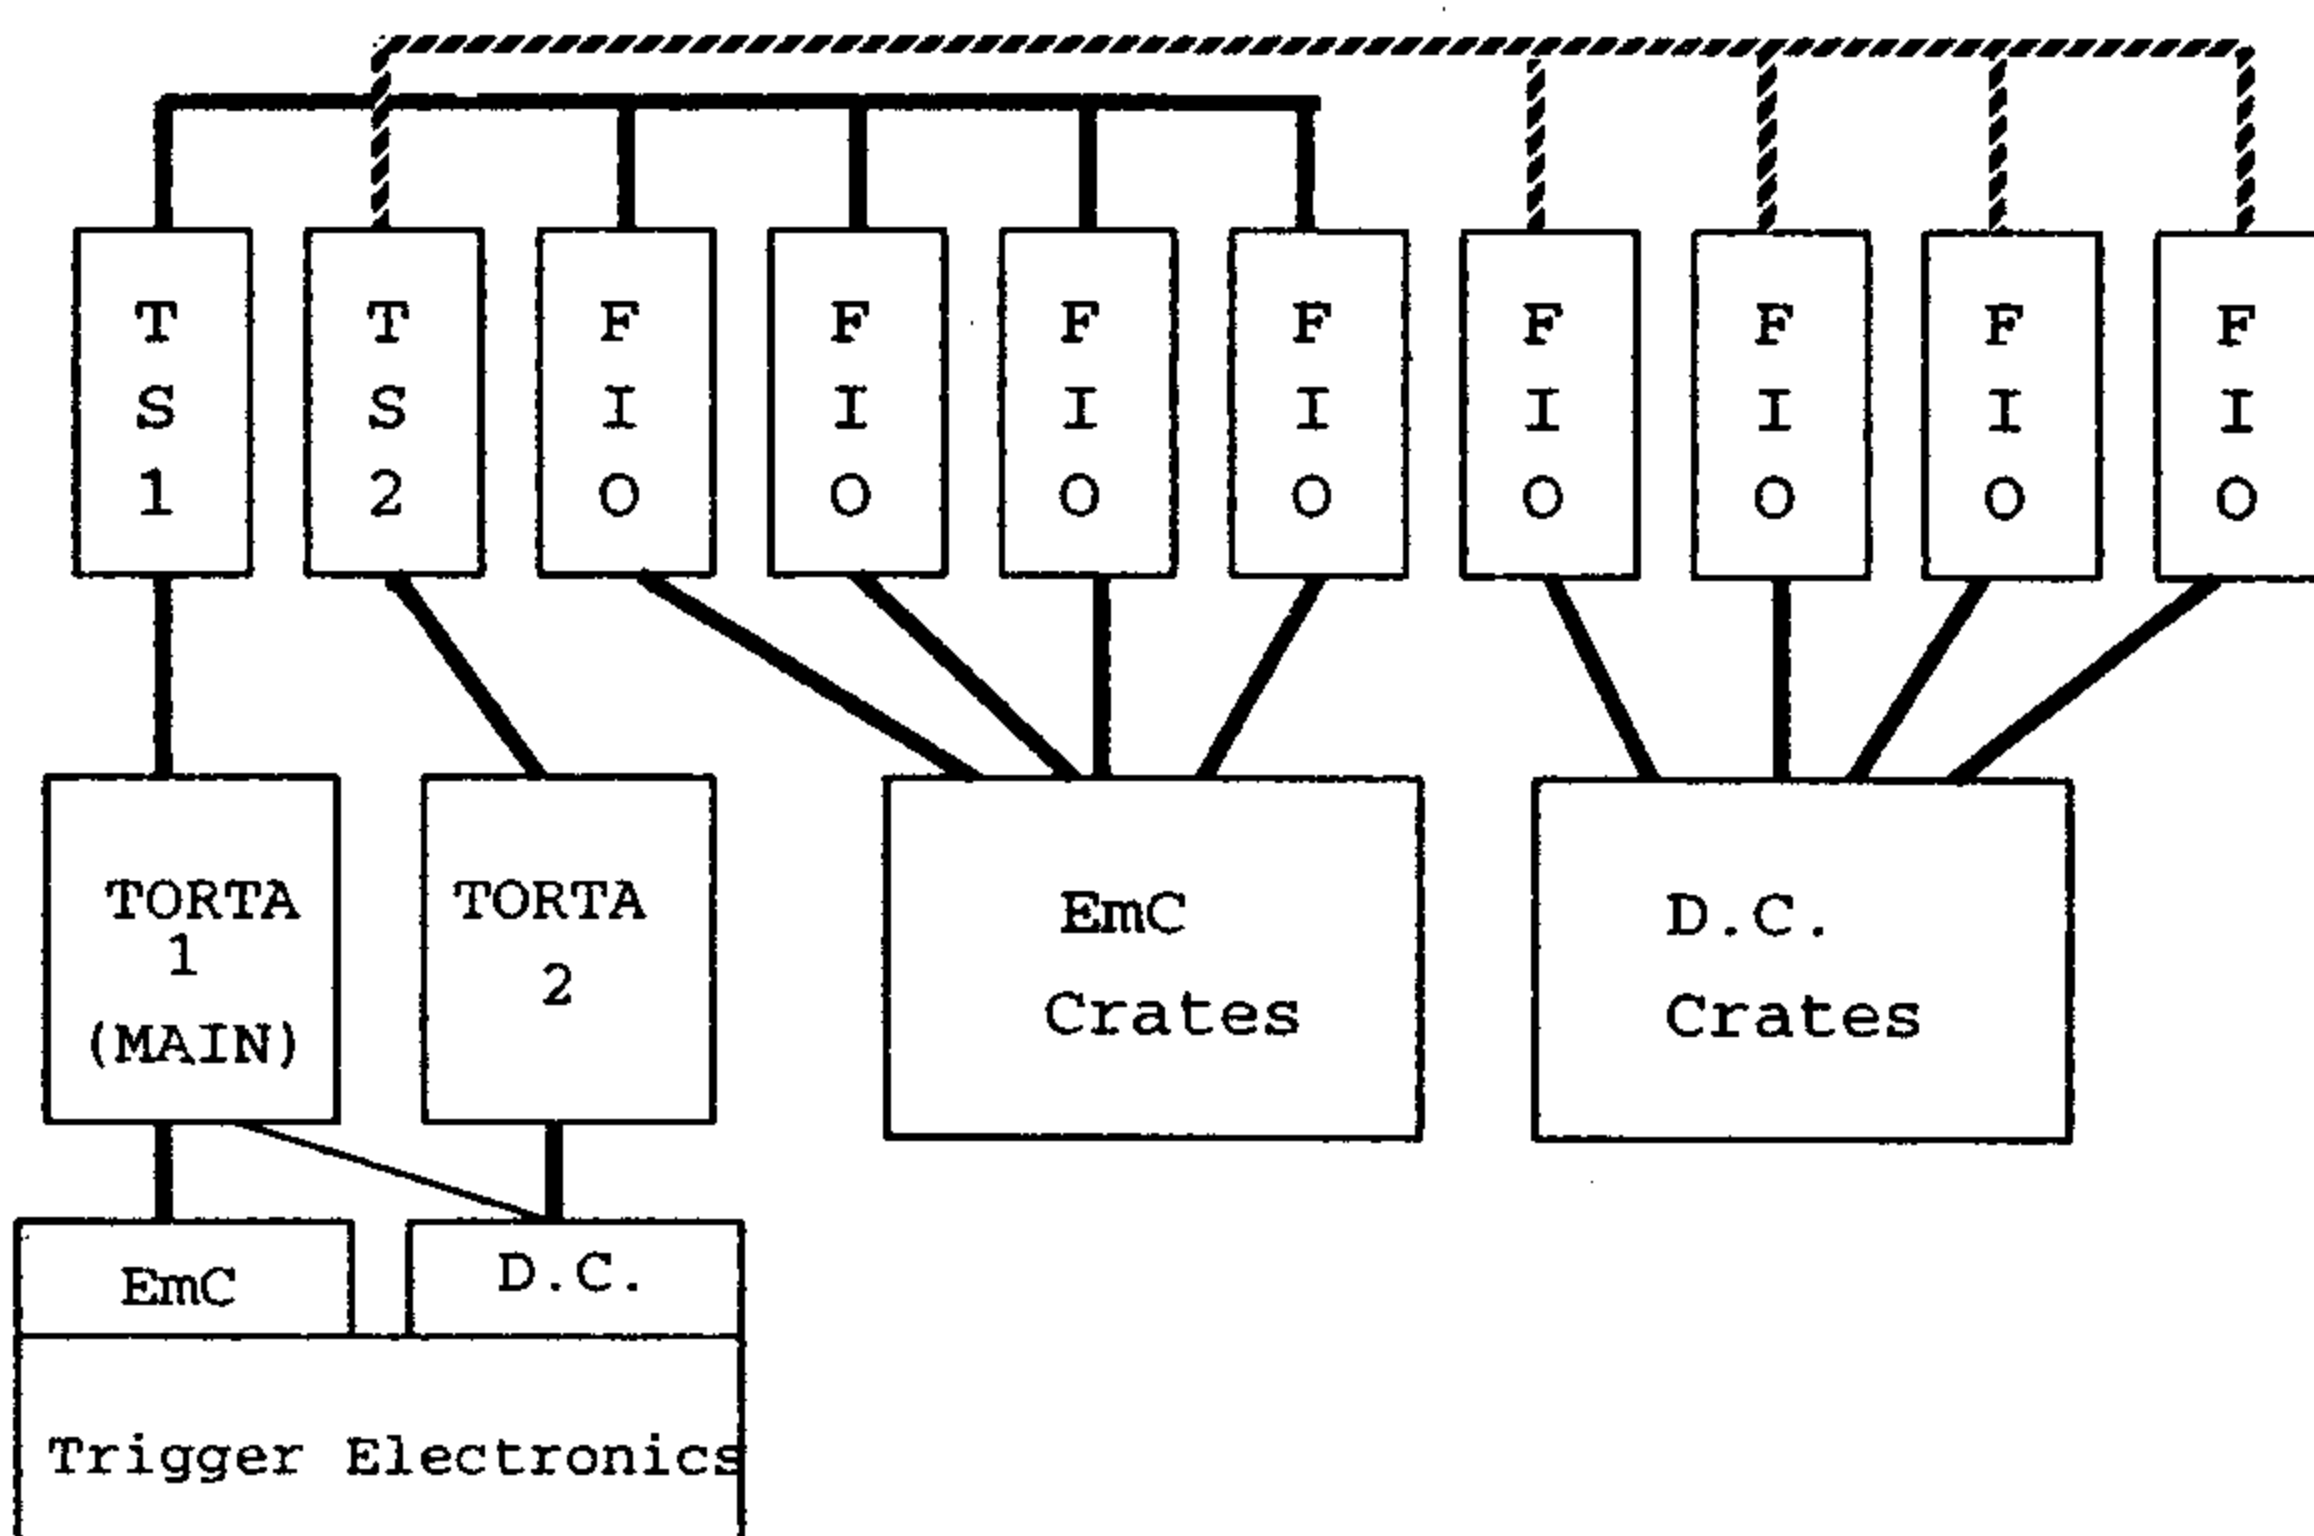 T
S
1
T
S
2
F
I
O
F
I
O
F
I
O
F
I
O
F
I
O
F
I
O
F
I
O
F
I
O
TORTA
1
(MAIN)
TORTA
2
EmC
Crates
D.C.
Crates
EmC
D.C.
Trigger Electronics